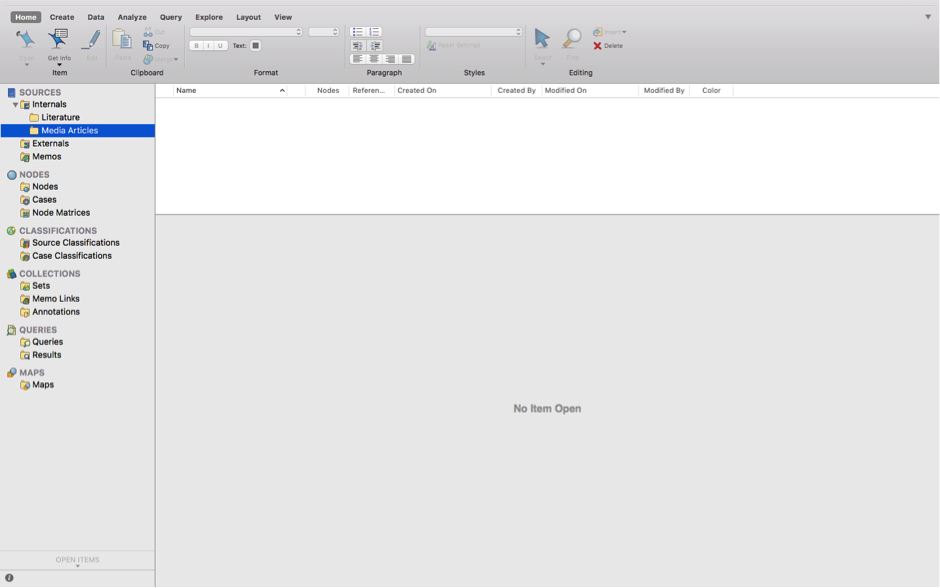 Home Create Data Analyze Query Explore Layout View
Open Get Info Edit Paste Cut Copy Merge B I U Text: Reset Settings Select Find Insert Delete
Item Clipboard Format Paragraph Styles Editing
SOURCES
Internals
Literature
Media Articles
Externals
Memos
NODES
Nodes
Cases
Node Matrices
CLASSIFICATIONS
Source Classifications
Case Classifications
COLLECTIONS
Sets
Memo Links
Annotations
QUERIES
Queries
Results
MAPS
Maps
OPEN ITEMS
Name Nodes Referen... Created On Created By Modified On Modified By Color
No Item Open